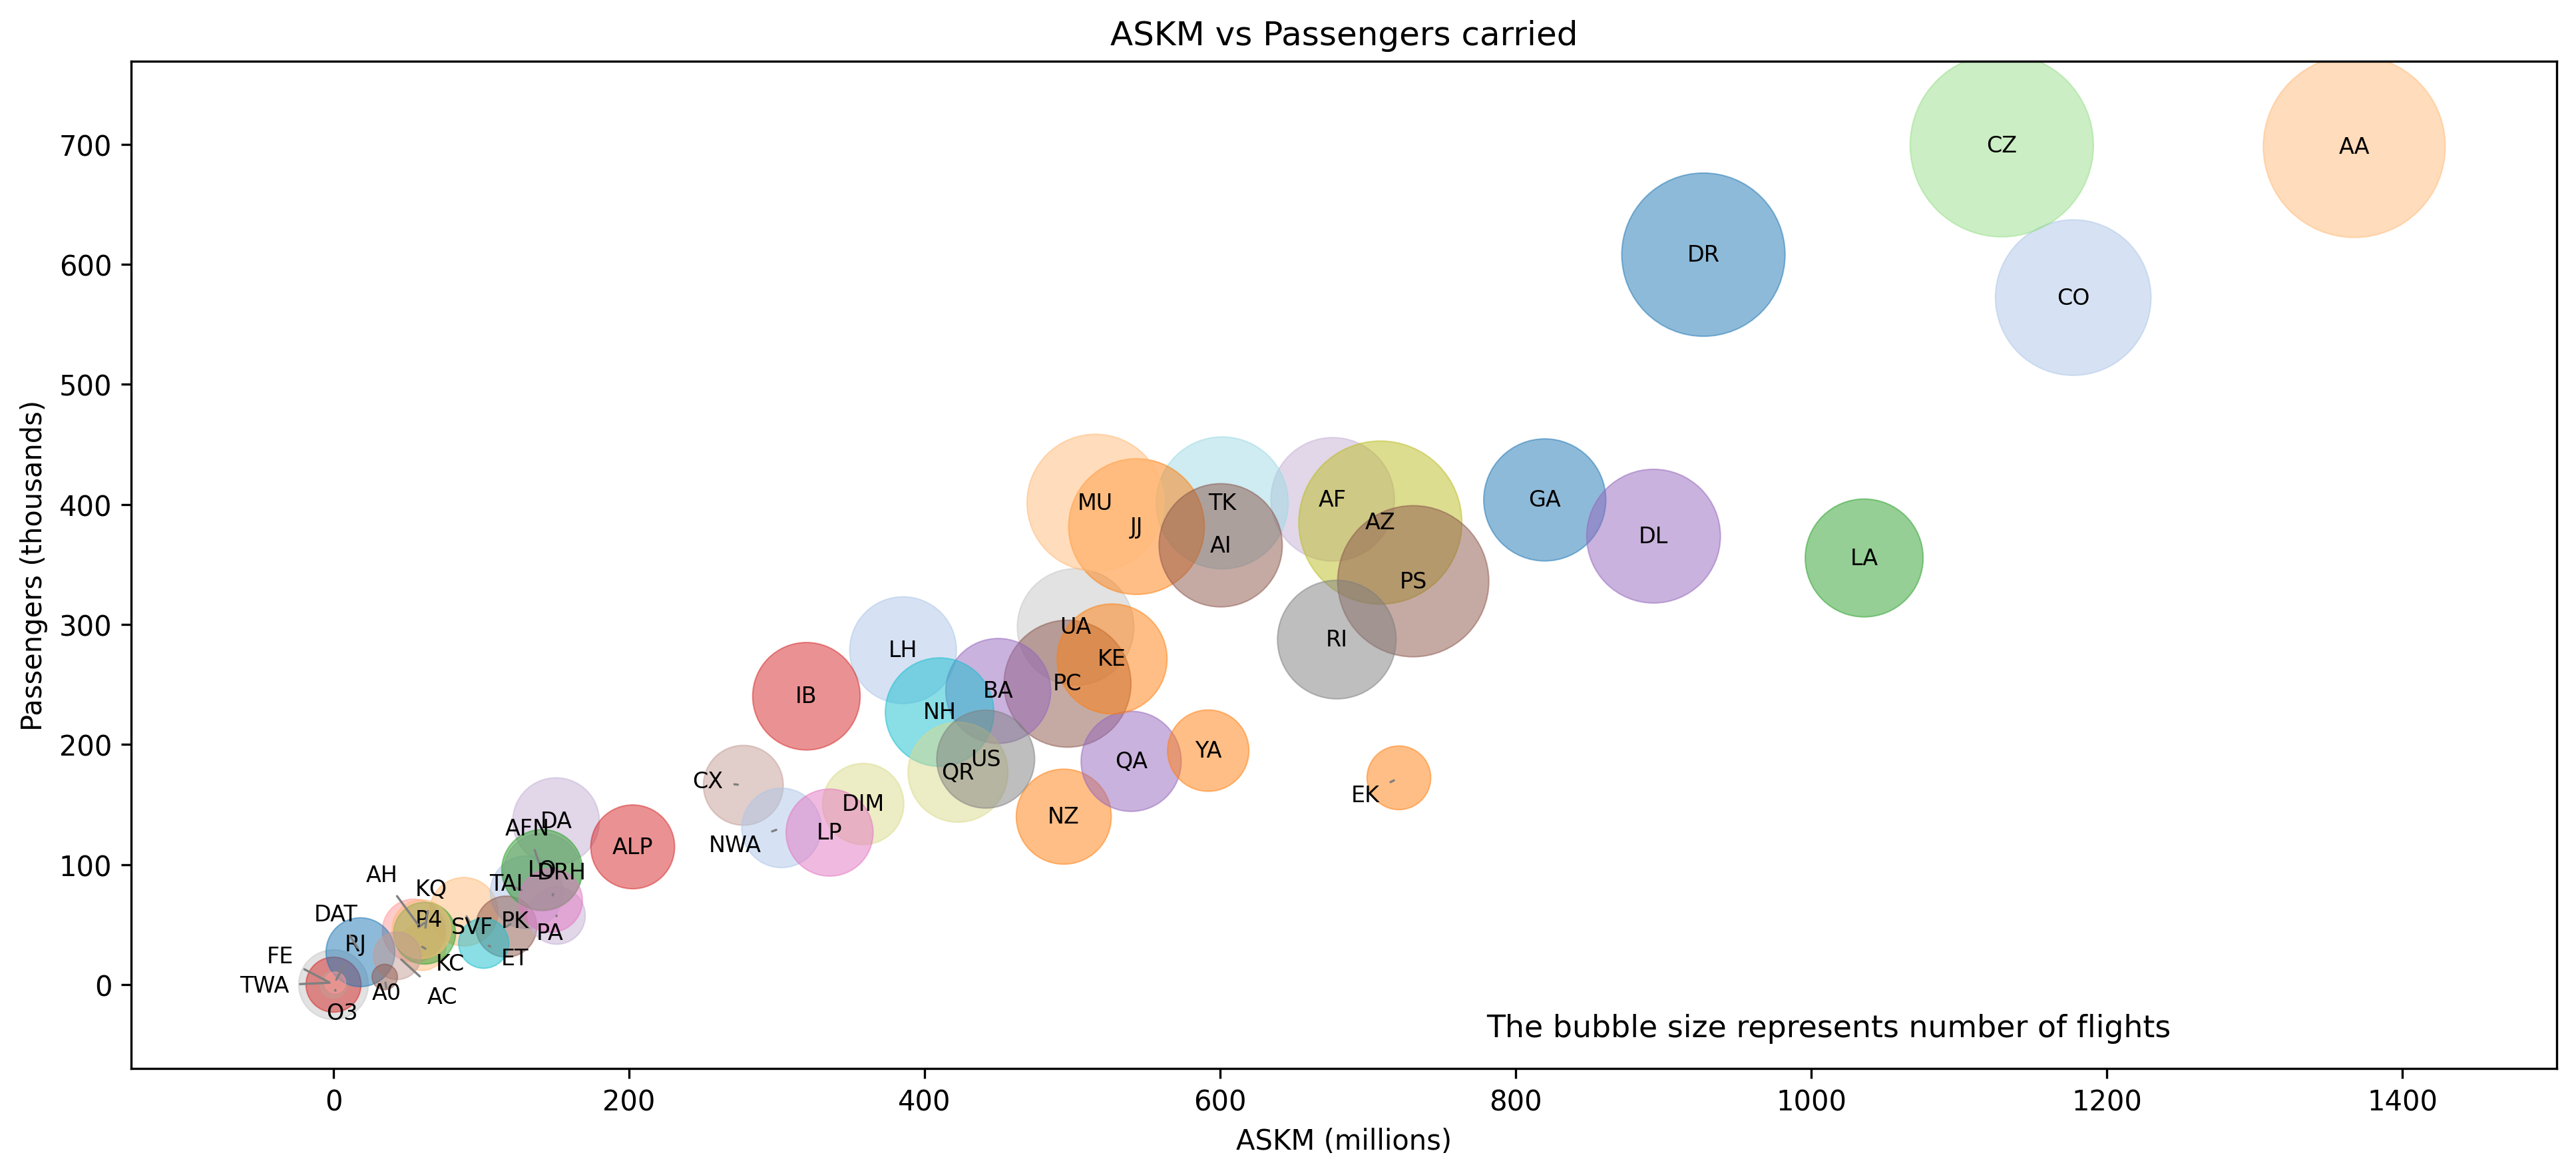 ASKM vs Passengers carried
Passengers (thousands)
700
600
500
400
300
200
100
0
CZ
AA
DR
CO
MU
JJ
TK
AI
AF
AZ
GA
DL
PS
LA
RI
UA
LH
KE
PC
BA
IB
NH
US
QR
QA
YA
EK
NZ
CX
DIM
NWA
LP
ALP
DA
AFN
LO
DRH
AH
KQ
TAI
DAT
P4
SVF
PK
PA
RJ
ET
FE
KC
TWA
A0
AC
O3
The bubble size represents number of flights
0
200
400
600
800
1000
1200
1400
ASKM (millions)